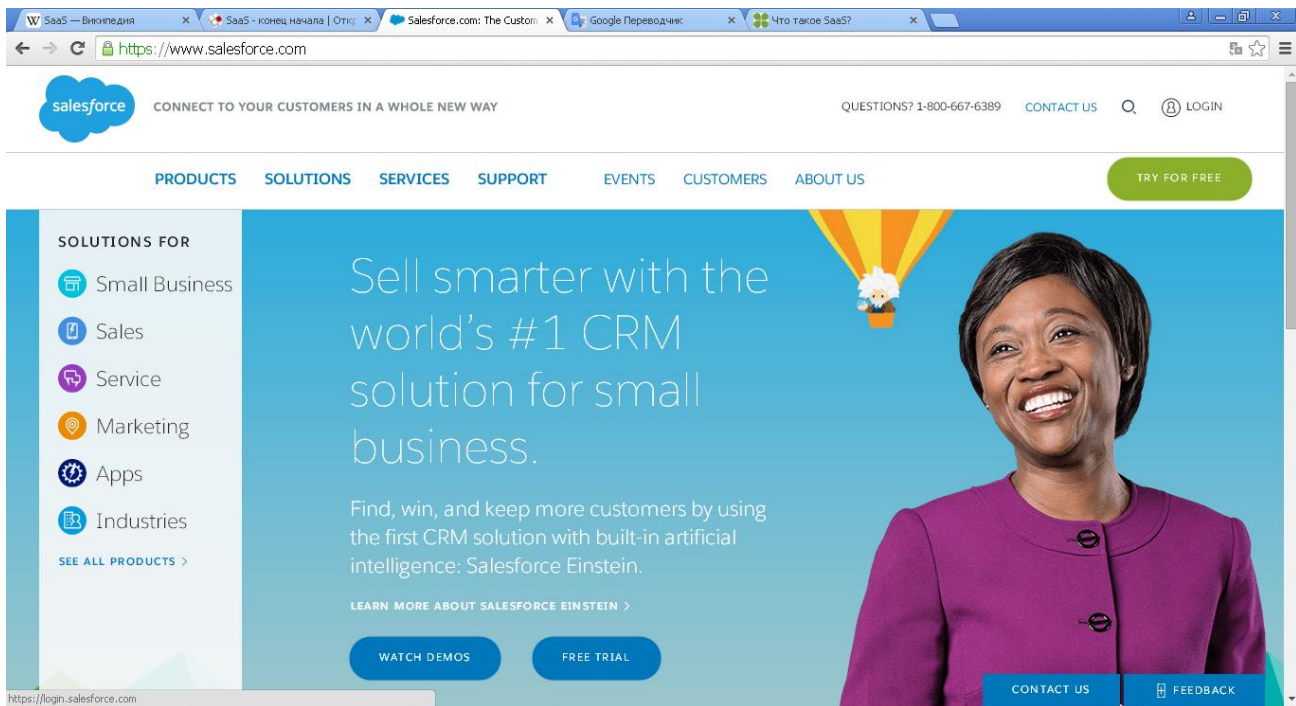 SaaS — Википедия
SaaS - конец начала | Откр
Salesforce.com: The Custom
Google Переводчик
Что такое SaaS?
https://www.salesforce.com
salesforce
CONNECT TO YOUR CUSTOMERS IN A WHOLE NEW WAY
QUESTIONS? 1-800-667-6389
CONTACT US
LOGIN
PRODUCTS
SOLUTIONS
SERVICES
SUPPORT
EVENTS
CUSTOMERS
ABOUT US
TRY FOR FREE
SOLUTIONS FOR
Small Business
Sales
Service
Marketing
Apps
Industries
SEE ALL PRODUCTS >
Sell smarter with the
world's #1 CRM
solution for small
business.
Find, win, and keep more customers by using
the first CRM solution with built-in artificial
intelligence: Salesforce Einstein.
LEARN MORE ABOUT SALESFORCE EINSTEIN >
WATCH DEMOS
FREE TRIAL
CONTACT US
FEEDBACK
https://login.salesforce.com